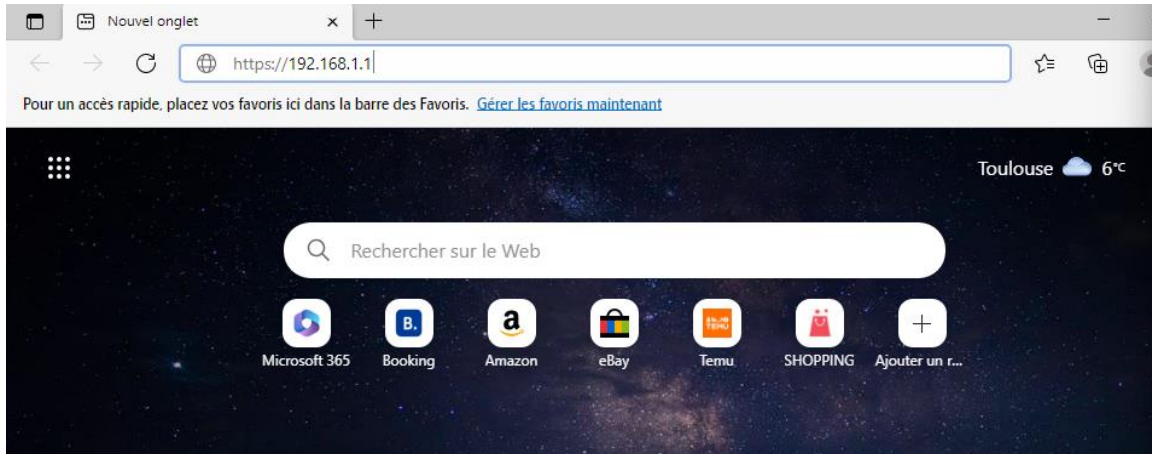 Nouvel onglet
https://192.168.1.1
Pour un accès rapide, placez vos favoris ici dans la barre des Favoris. Gérer les favoris maintenant
Toulouse 6°C
Rechercher sur le Web
B.
a
TEMU
Microsoft 365 Booking Amazon eBay Temu SHOPPING Ajouter un r...